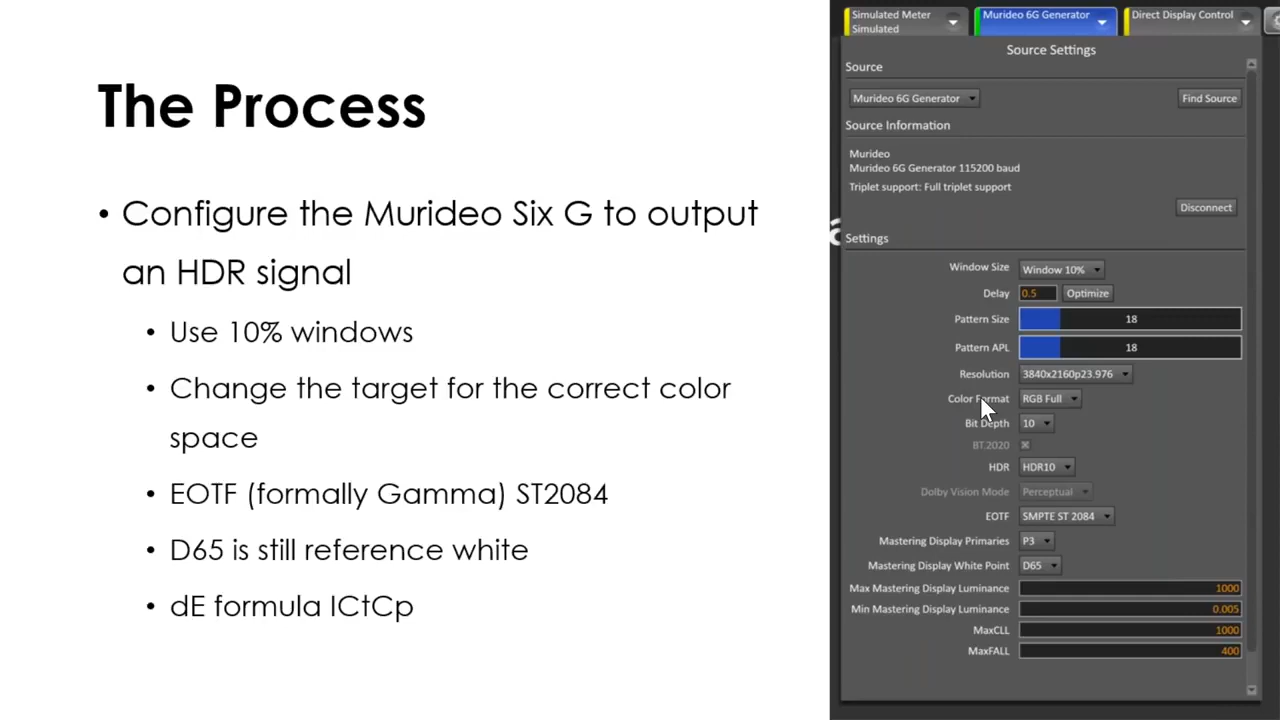 The Process
• Configure the Murideo Six G to output
an HDR signal
• Use 10% windows
• Change the target for the correct color
space
• EOTF (formally Gamma) ST2084
• D65 is still reference white
• dE formula ICtCp
Simulated Meter
Simulated
Murideo 6G Generator
Direct Display Control
Source Settings
Source
Murideo 6G Generator
Find Source
Source Information
Murideo
Murideo 6G Generator 115200 baud
Triplet support: Full triplet support
Disconnect
Settings
Window Size Window 10%
Delay 0.5 Optimize
Pattern Size 18
Pattern APL 18
Resolution 3840x2160p23.976
Color Format RGB Full
Bit Depth 10
BT.2020
HDR HDR10
Dolby Vision Mode Perceptual
EOTF SMPTE ST 2084
Mastering Display Primaries P3
Mastering Display White Point D65
Max Mastering Display Luminance 1000
Min Mastering Display Luminance 0.005
MaxCLL 1000
MaxFALL 400